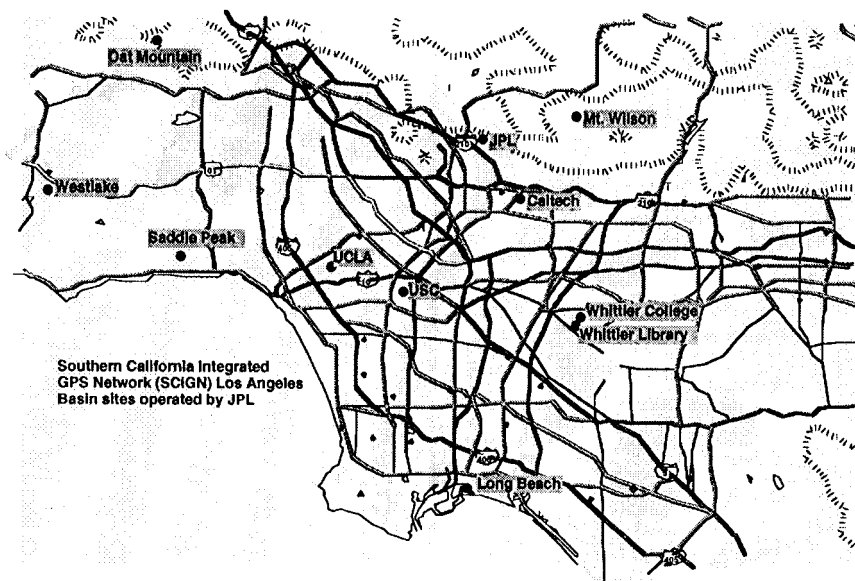 Oat Mountain
Mt. Wilson
JPL
Westlake
Caltech
Saddle Peak
UCLA
USC
Whittier College
Whittier Library
Southern California Integrated
GPS Network (SCIGN) Los Angeles
Basin sites operated by JPL
Long Beach